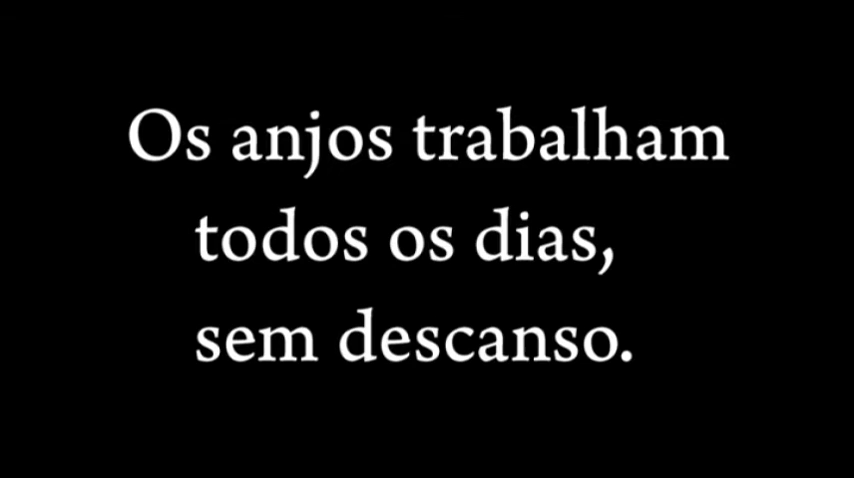 Os anjos trabalham
todos os dias,
sem descanso.